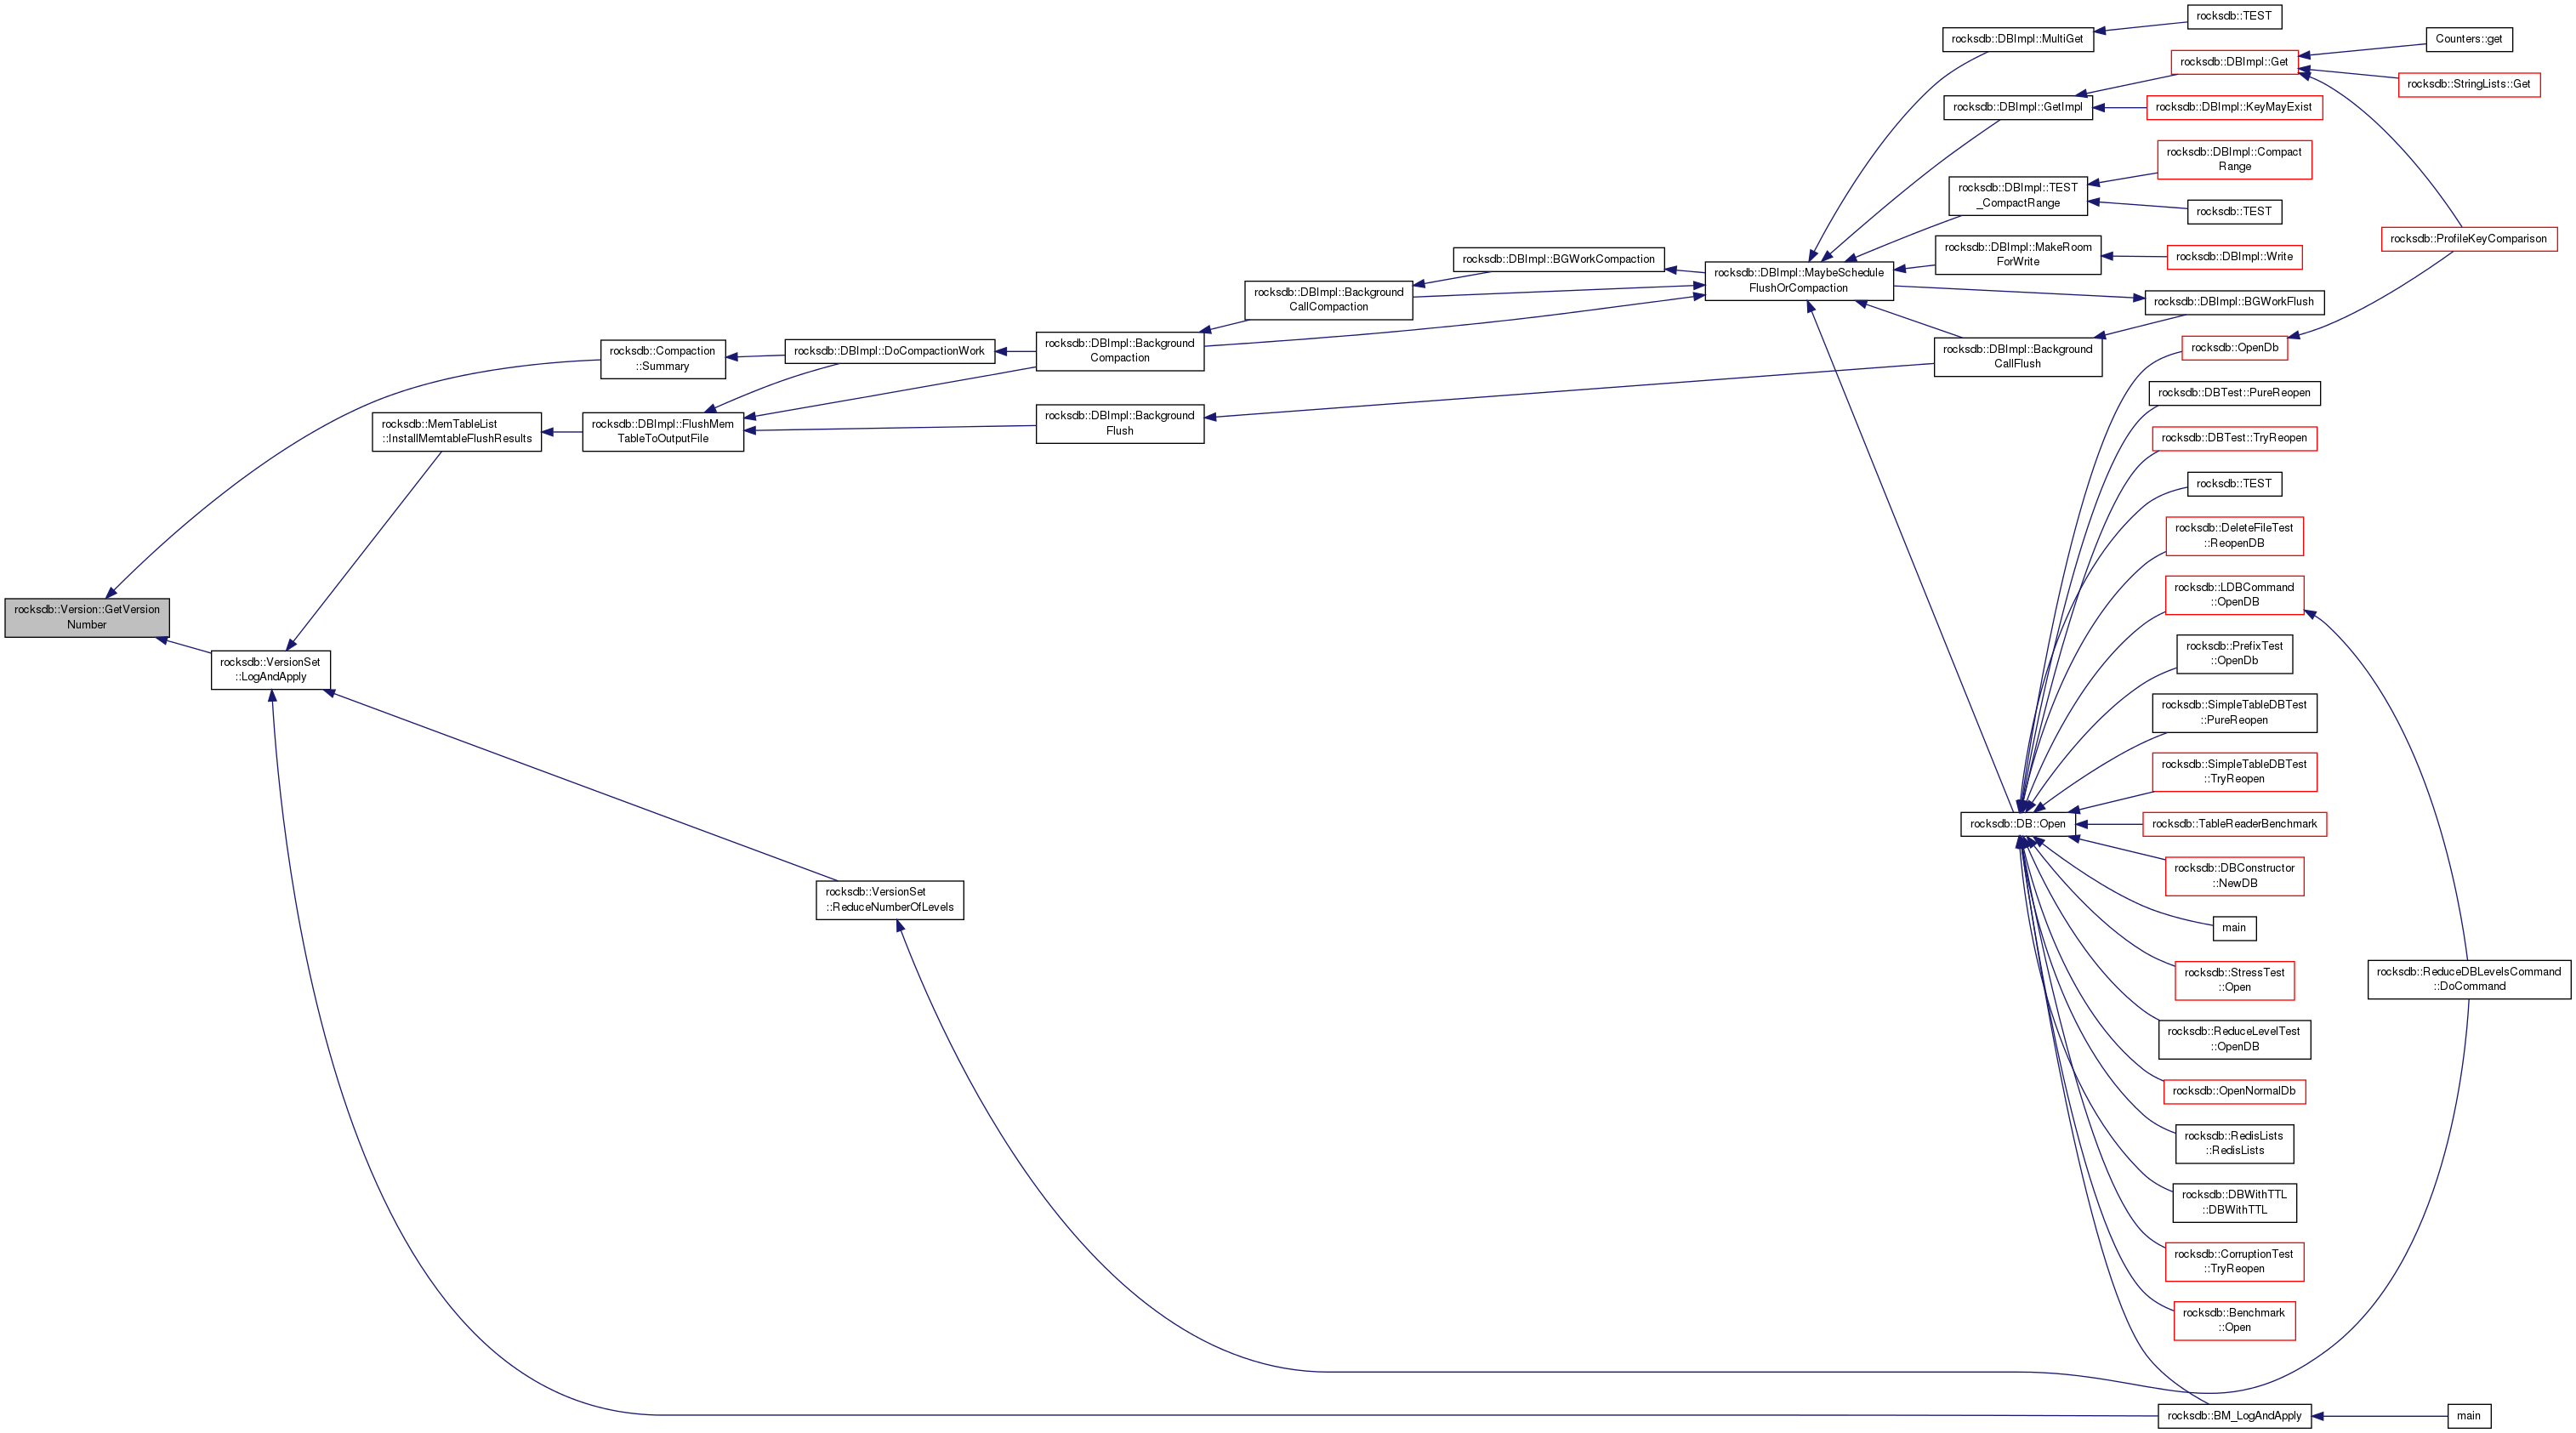 rocksdb::TEST
rocksdb::DBImpl::MultiGet
Counters::get
rocksdb::DBImpl::Get
rocksdb::StringLists::Get
rocksdb::DBImpl::GetImpl
rocksdb::DBImpl::KeyMayExist
rocksdb::DBImpl::Compact
Range
rocksdb::DBImpl::TEST
_CompactRange
rocksdb::TEST
rocksdb::ProfileKeyComparison
rocksdb::DBImpl::MakeRoom
ForWrite
rocksdb::DBImpl::Write
rocksdb::DBImpl::BGWorkCompaction
rocksdb::DBImpl::MaybeSchedule
FlushOrCompaction
rocksdb::DBImpl::Background
CallCompaction
rocksdb::DBImpl::BGWorkFlush
rocksdb::Compaction
::Summary
rocksdb::DBImpl::DoCompactionWork
rocksdb::DBImpl::Background
Compaction
rocksdb::DBImpl::Background
CallFlush
rocksdb::OpenDb
rocksdb::DBTest::PureReopen
rocksdb::MemTableList
::InstallMemtableFlushResults
rocksdb::DBImpl::FlushMem
TableToOutputFile
rocksdb::DBImpl::Background
Flush
rocksdb::DBTest::TryReopen
rocksdb::TEST
rocksdb::DeleteFileTest
::ReopenDB
rocksdb::LDBCommand
::OpenDB
rocksdb::Version::GetVersion
Number
rocksdb::VersionSet
::LogAndApply
rocksdb::PrefixTest
::OpenDb
rocksdb::SimpleTableDBTest
::PureReopen
rocksdb::SimpleTableDBTest
::TryReopen
rocksdb::DB::Open
rocksdb::TableReaderBenchmark
rocksdb::DBConstructor
::NewDB
rocksdb::VersionSet
::ReduceNumberOfLevels
main
rocksdb::StressTest
::Open
rocksdb::ReduceDBLevelsCommand
::DoCommand
rocksdb::ReduceLevelTest
::OpenDB
rocksdb::OpenNormalDb
rocksdb::RedisLists
::RedisLists
rocksdb::DBWithTTL
::DBWithTTL
rocksdb::CorruptionTest
::TryReopen
rocksdb::Benchmark
::Open
rocksdb::BM_LogAndApply
main